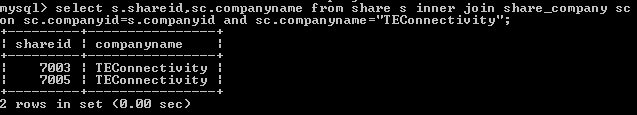 mysql> select s.shareid,sc.companyname from share s inner join share_company sc
on sc.companyid=s.companyid and sc.companyname="TEConnectivity";
+---------+----------------+
| shareid | companyname    |
+---------+----------------+
|    7003 | TEConnectivity |
|    7005 | TEConnectivity |
+---------+----------------+
2 rows in set (0.00 sec)